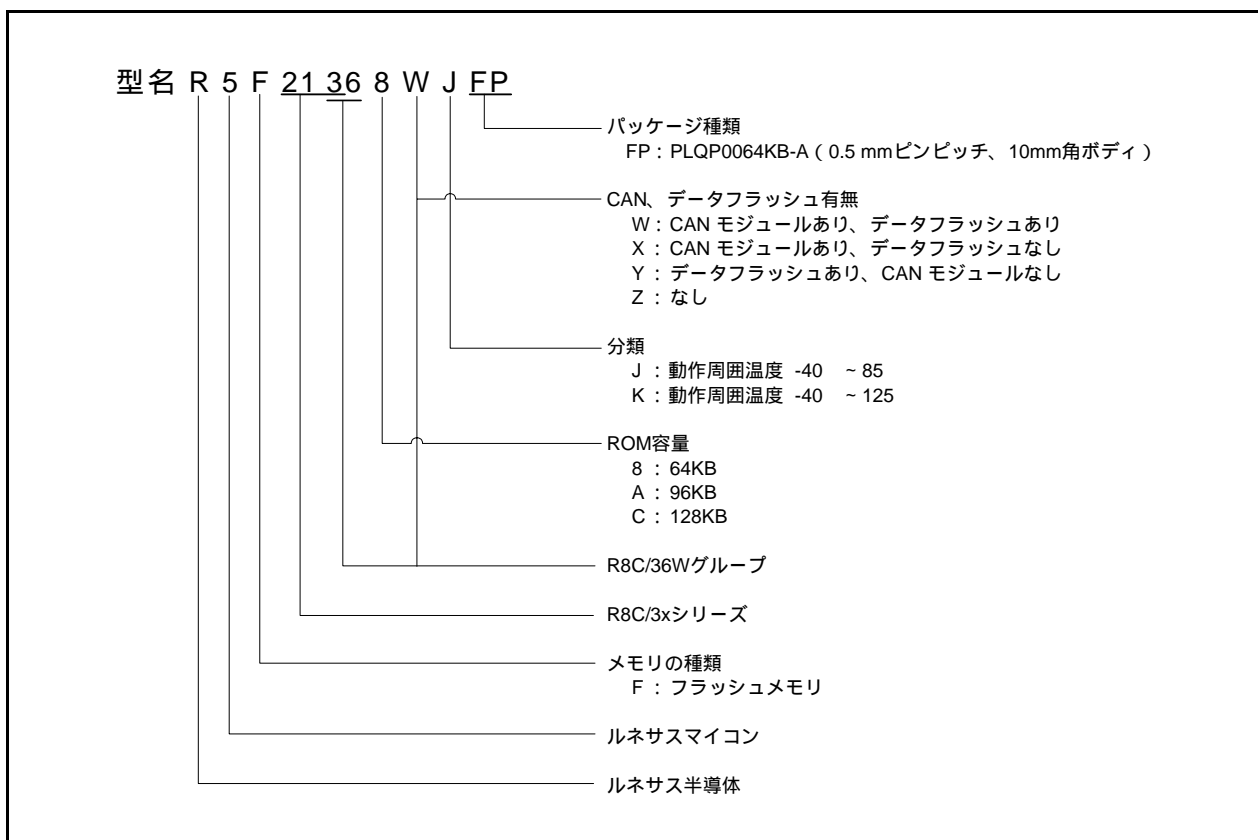 型名 R 5 F 21 36 8 W J FP
パッケージ種類
FP : PLQP0064KB-A ( 0.5 mmピンピッチ、10mm角ボディ )
CAN、データフラッシュ有無
W : CAN モジュールあり、データフラッシュあり
X : CAN モジュールあり、データフラッシュなし
Y : データフラッシュあり、CAN モジュールなし
Z : なし
分類
J : 動作周囲温度 -40 ~ 85
K : 動作周囲温度 -40 ~ 125
ROM容量
8 : 64KB
A : 96KB
C : 128KB
R8C/36Wグループ
R8C/3xシリーズ
メモリの種類
F : フラッシュメモリ
ルネサスマイコン
ルネサス半導体